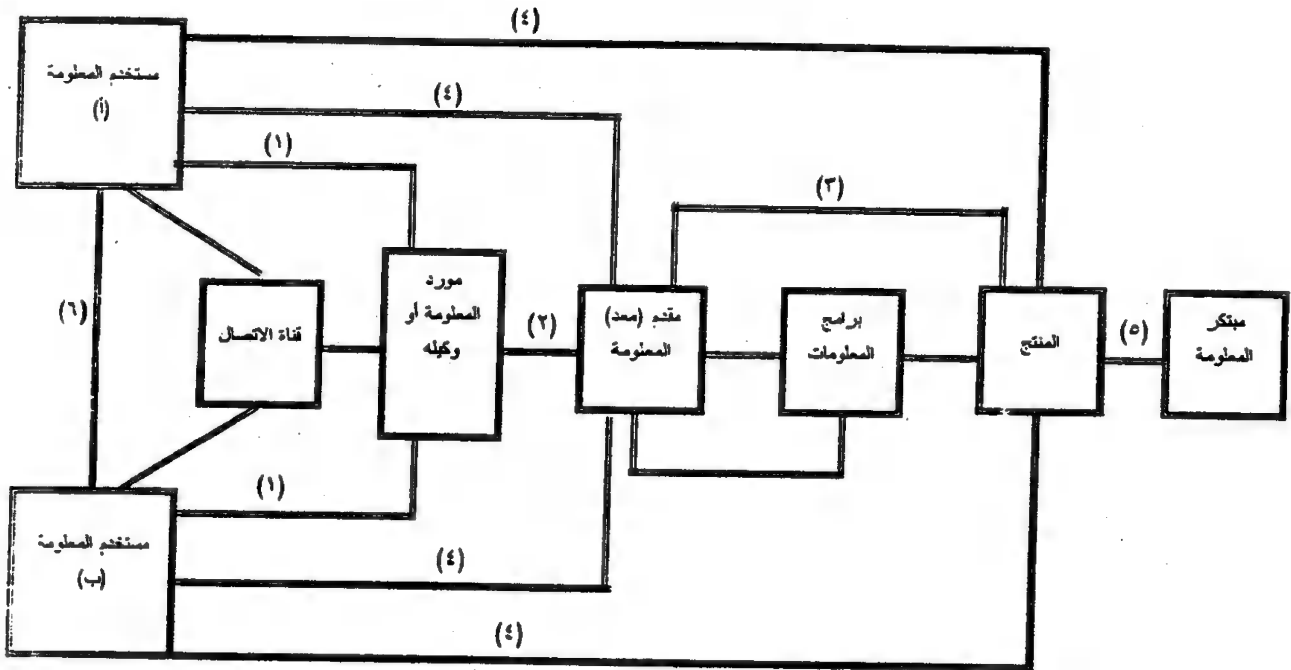 (٤)
مستخدم المعلومة
(أ)
(٤)
(١)
(٣)
مورد
المعلومة أو
وكيله
(٦)
قناة الاتصال
(٢)
مقدم (معد)
المعلومة
برامج
المعلومات
المنتج
(٥)
مبتكر
المعلومة
(١)
مستخدم المعلومة
(ب)
(٤)
(٤)